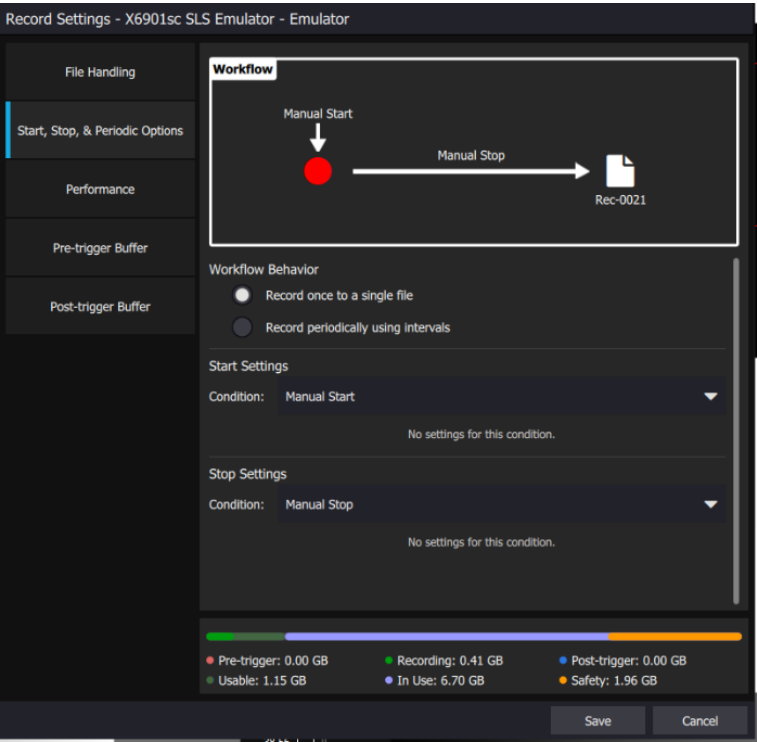 Record Settings - X6901sc SLS Emulator - Emulator
File Handling
Start, Stop, & Periodic Options
Performance
Pre-trigger Buffer
Post-trigger Buffer
Workflow
Manual Start
Manual Stop
Rec-0021
Workflow Behavior
Record once to a single file
Record periodically using intervals
Start Settings
Condition: Manual Start
No settings for this condition.
Stop Settings
Condition: Manual Stop
No settings for this condition.
Pre-trigger: 0.00 GB Recording: 0.41 GB Post-trigger: 0.00 GB
Usable: 1.15 GB In Use: 6.70 GB Safety: 1.96 GB
Save Cancel